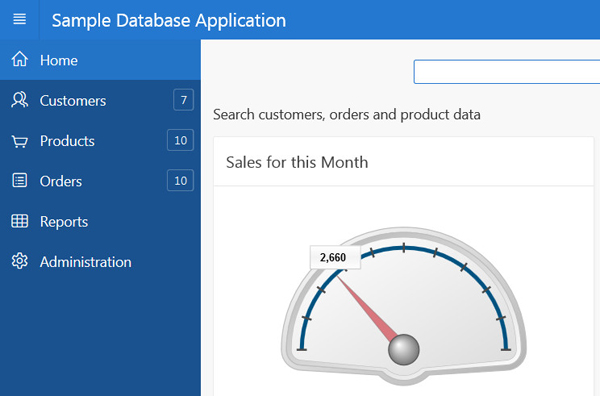 Sample Database Application
Home
Customers 7
Products 10
Orders 10
Reports
Administration
Search customers, orders and product data
Sales for this Month
2,660